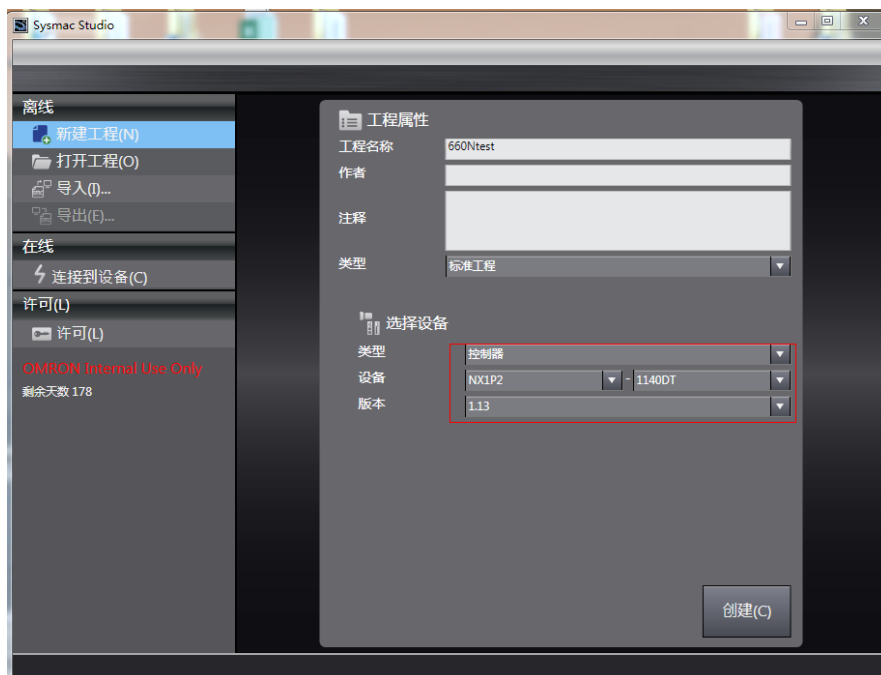 Sysmac Studio
离线
新建工程(N)
打开工程(O)
导入(I)...
导出(E)...
在线
连接到设备(C)
许可(L)
许可(L)
OMRON Internal Use Only
剩余天数 178
工程属性
工程名称 660Ntest
作者
注释
类型 标准工程
选择设备
类型 控制器
设备 NX1P2 - 1140DT
版本 1.13
创建(C)